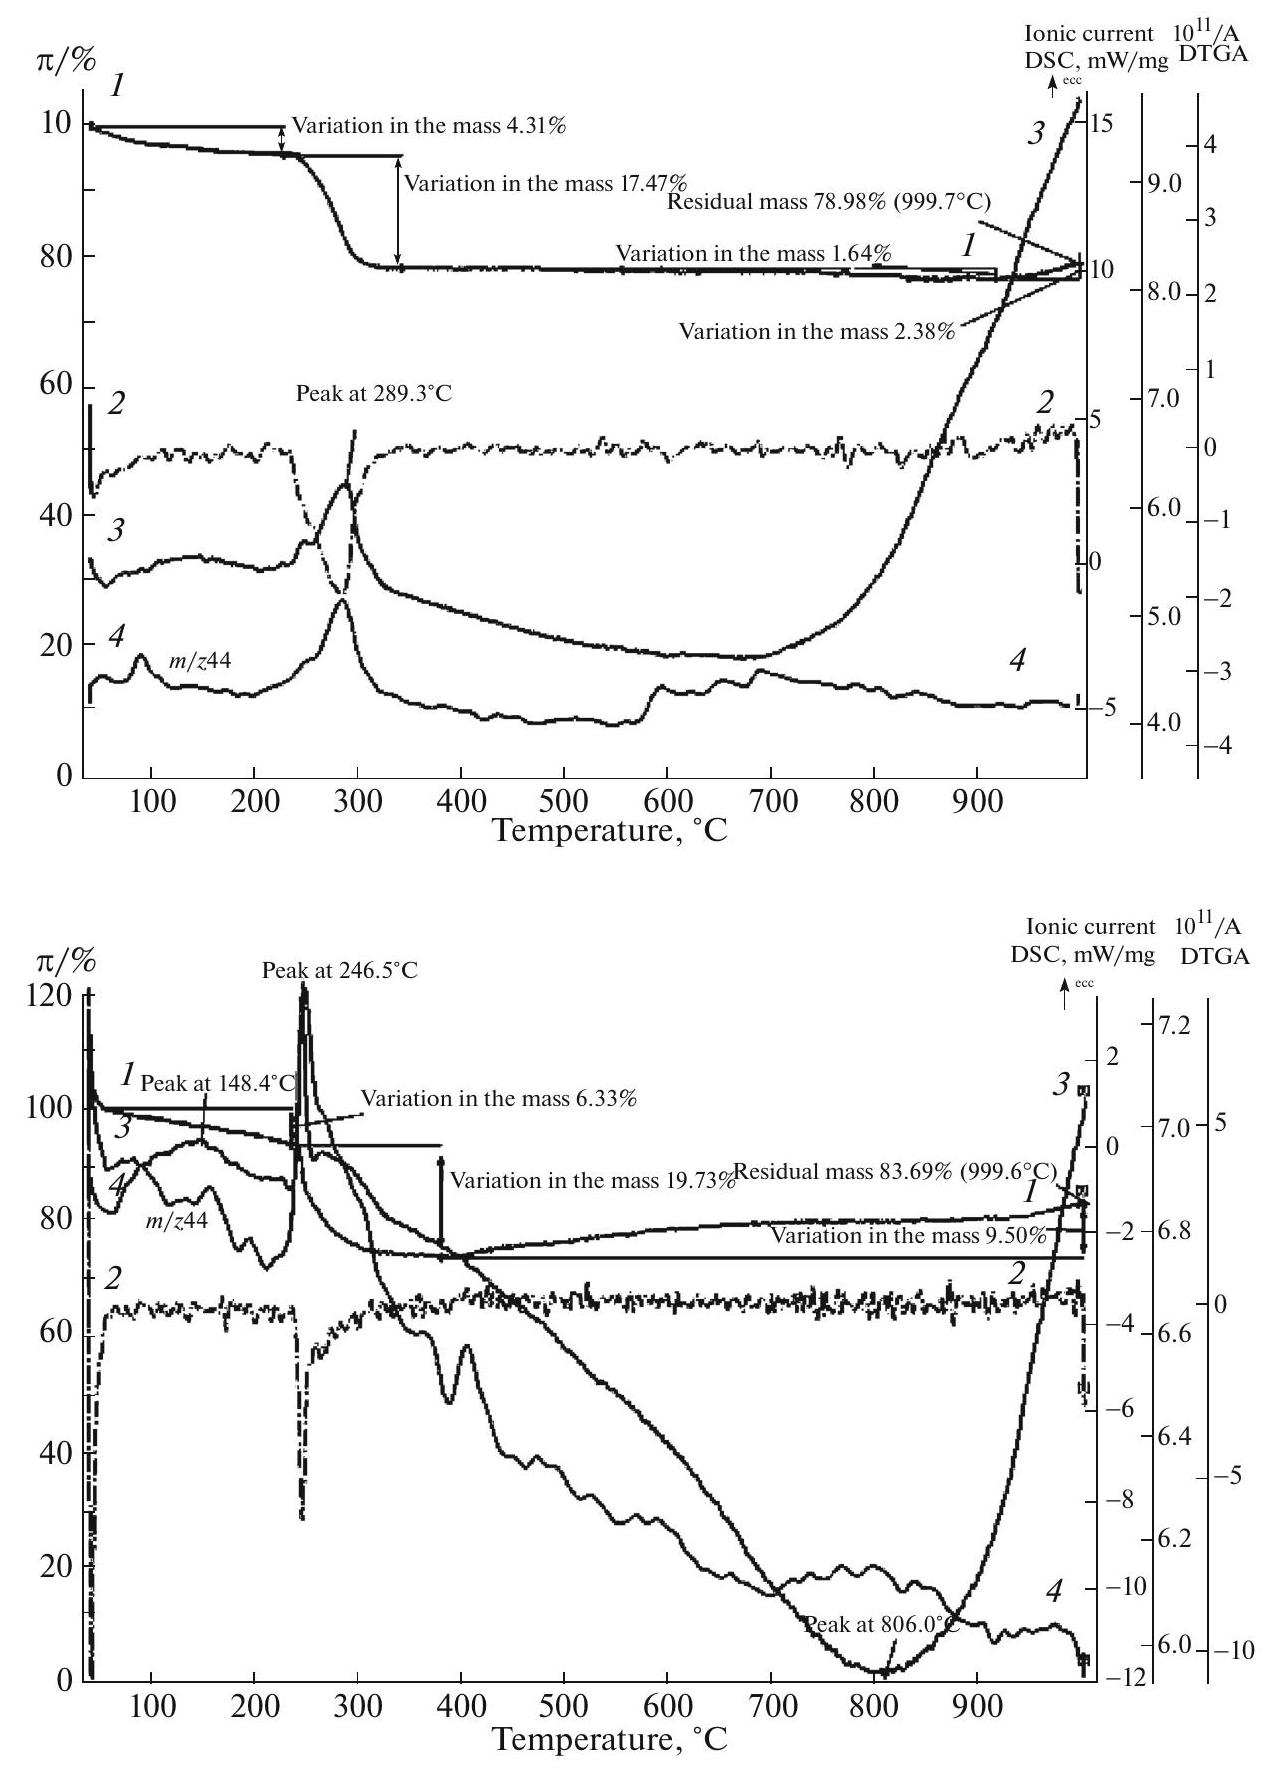 Ionic current 10¹¹/A
π/% DSC, mW/mg DTGA
1 ecc
10 Variation in the mass 4.31% 3 15 4
Variation in the mass 17.47% 9.0
Residual mass 78.98% (999.7°C) 3
80 Variation in the mass 1.64% 1 10
8.0 2
Variation in the mass 2.38%
60 Peak at 289.3°C 1
2 2 5 7.0
0
40 6.0 −1
3
0
−2
5.0
20 4 m/z44 4 −3
−5 4.0
−4
0
100 200 300 400 500 600 700 800 900
Temperature, °C
Ionic current 10¹¹/A
π/% DSC, mW/mg DTGA
Peak at 246.5°C ecc
120
7.2
2
1 Peak at 148.4°C 3
100 Variation in the mass 6.33%
3 7.0 5
0
4 Variation in the mass 19.73% Residual mass 83.69% (999.6°C)
1
80 m/z44 −2 6.8
Variation in the mass 9.50%
2 2
0
60 −4 6.6
−6
40 6.4
−5
−8
6.2
20 −10
4
Peak at 806.0°C 6.0 −10
0 −12
100 200 300 400 500 600 700 800 900
Temperature, °C